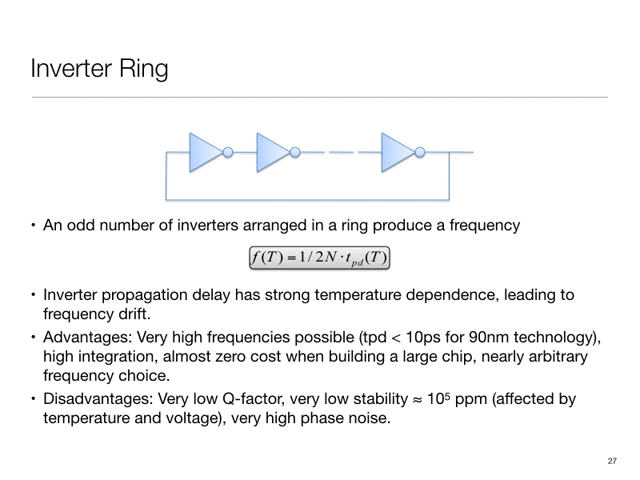 Inverter Ring
• An odd number of inverters arranged in a ring produce a frequency
f(T) = 1/2N·t_pd(T)
• Inverter propagation delay has strong temperature dependence, leading to
frequency drift.
• Advantages: Very high frequencies possible (tpd < 10ps for 90nm technology),
high integration, almost zero cost when building a large chip, nearly arbitrary
frequency choice.
• Disadvantages: Very low Q-factor, very low stability ≈ 10⁵ ppm (affected by
temperature and voltage), very high phase noise.
27